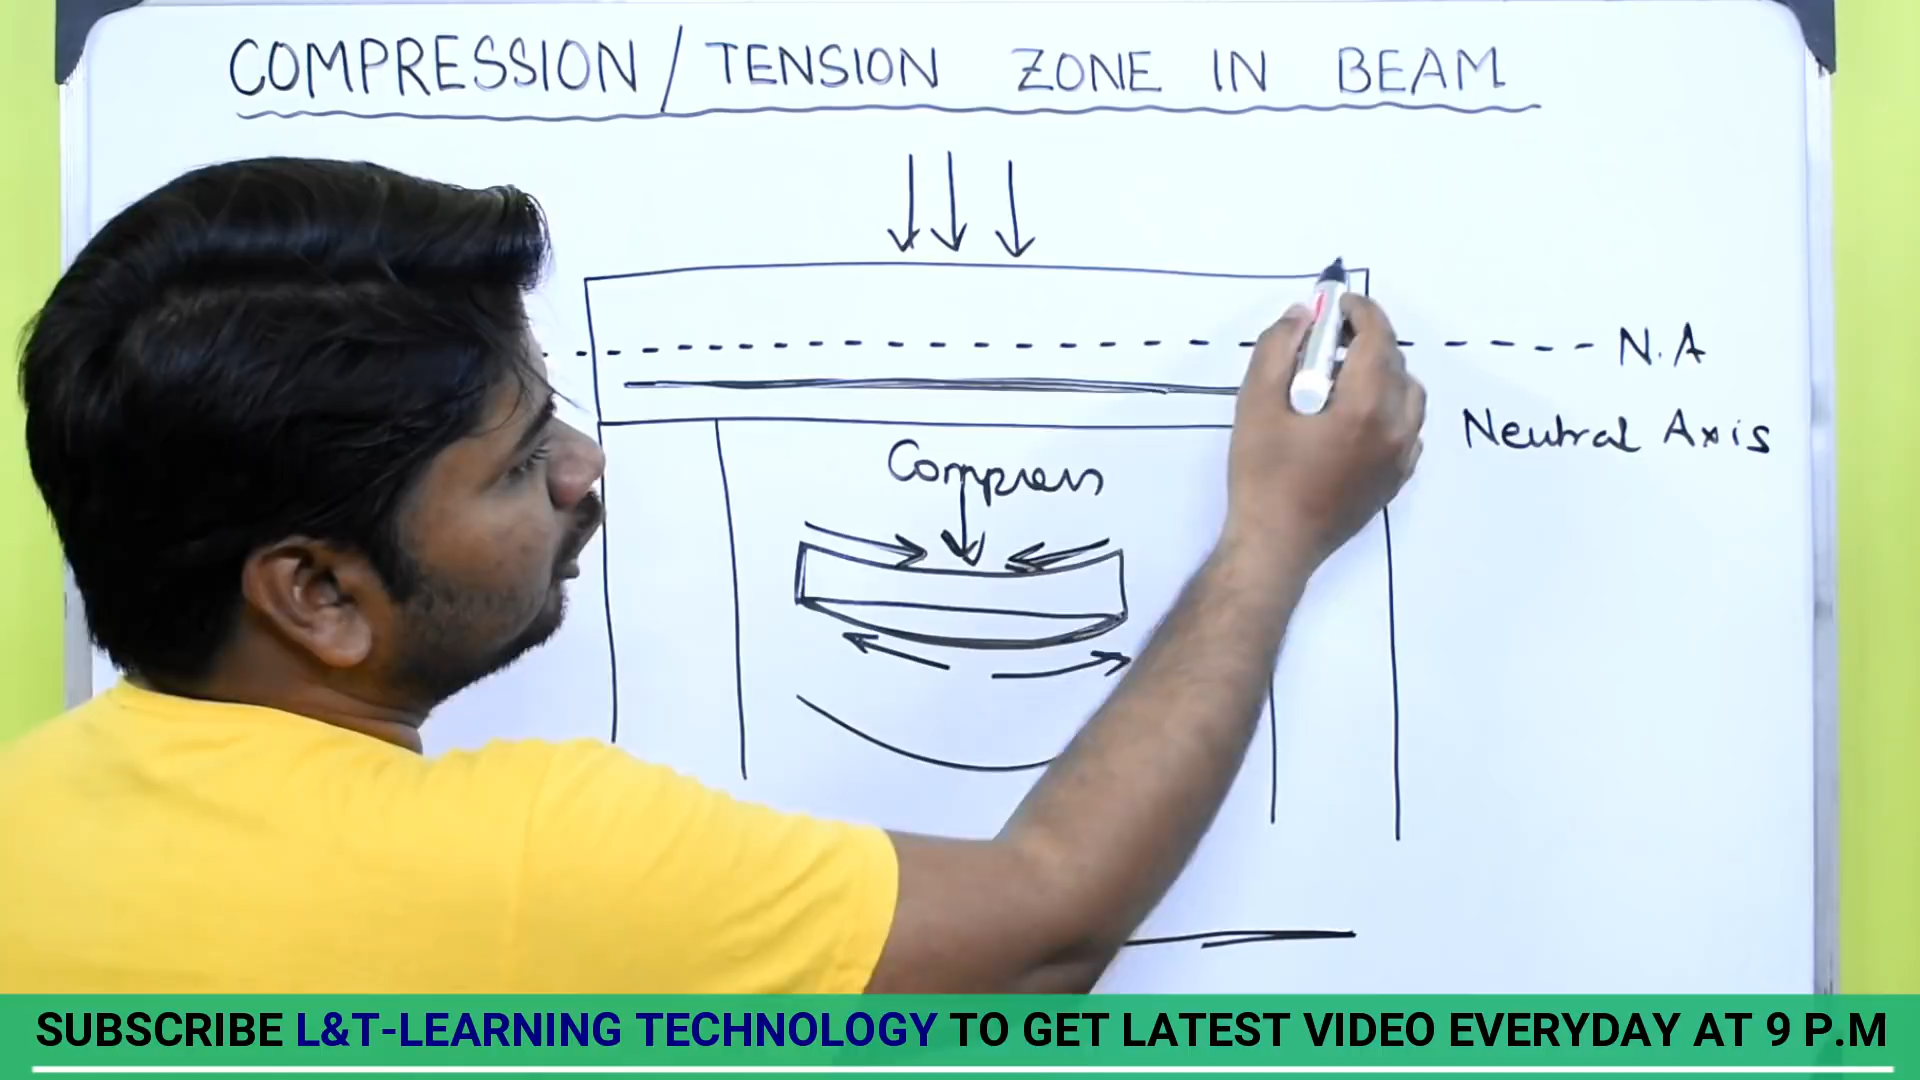 COMPRESSION/TENSION ZONE IN BEAM
N.A
Neutral Axis
Compress
SUBSCRIBE L&T-LEARNING TECHNOLOGY TO GET LATEST VIDEO EVERYDAY AT 9 P.M